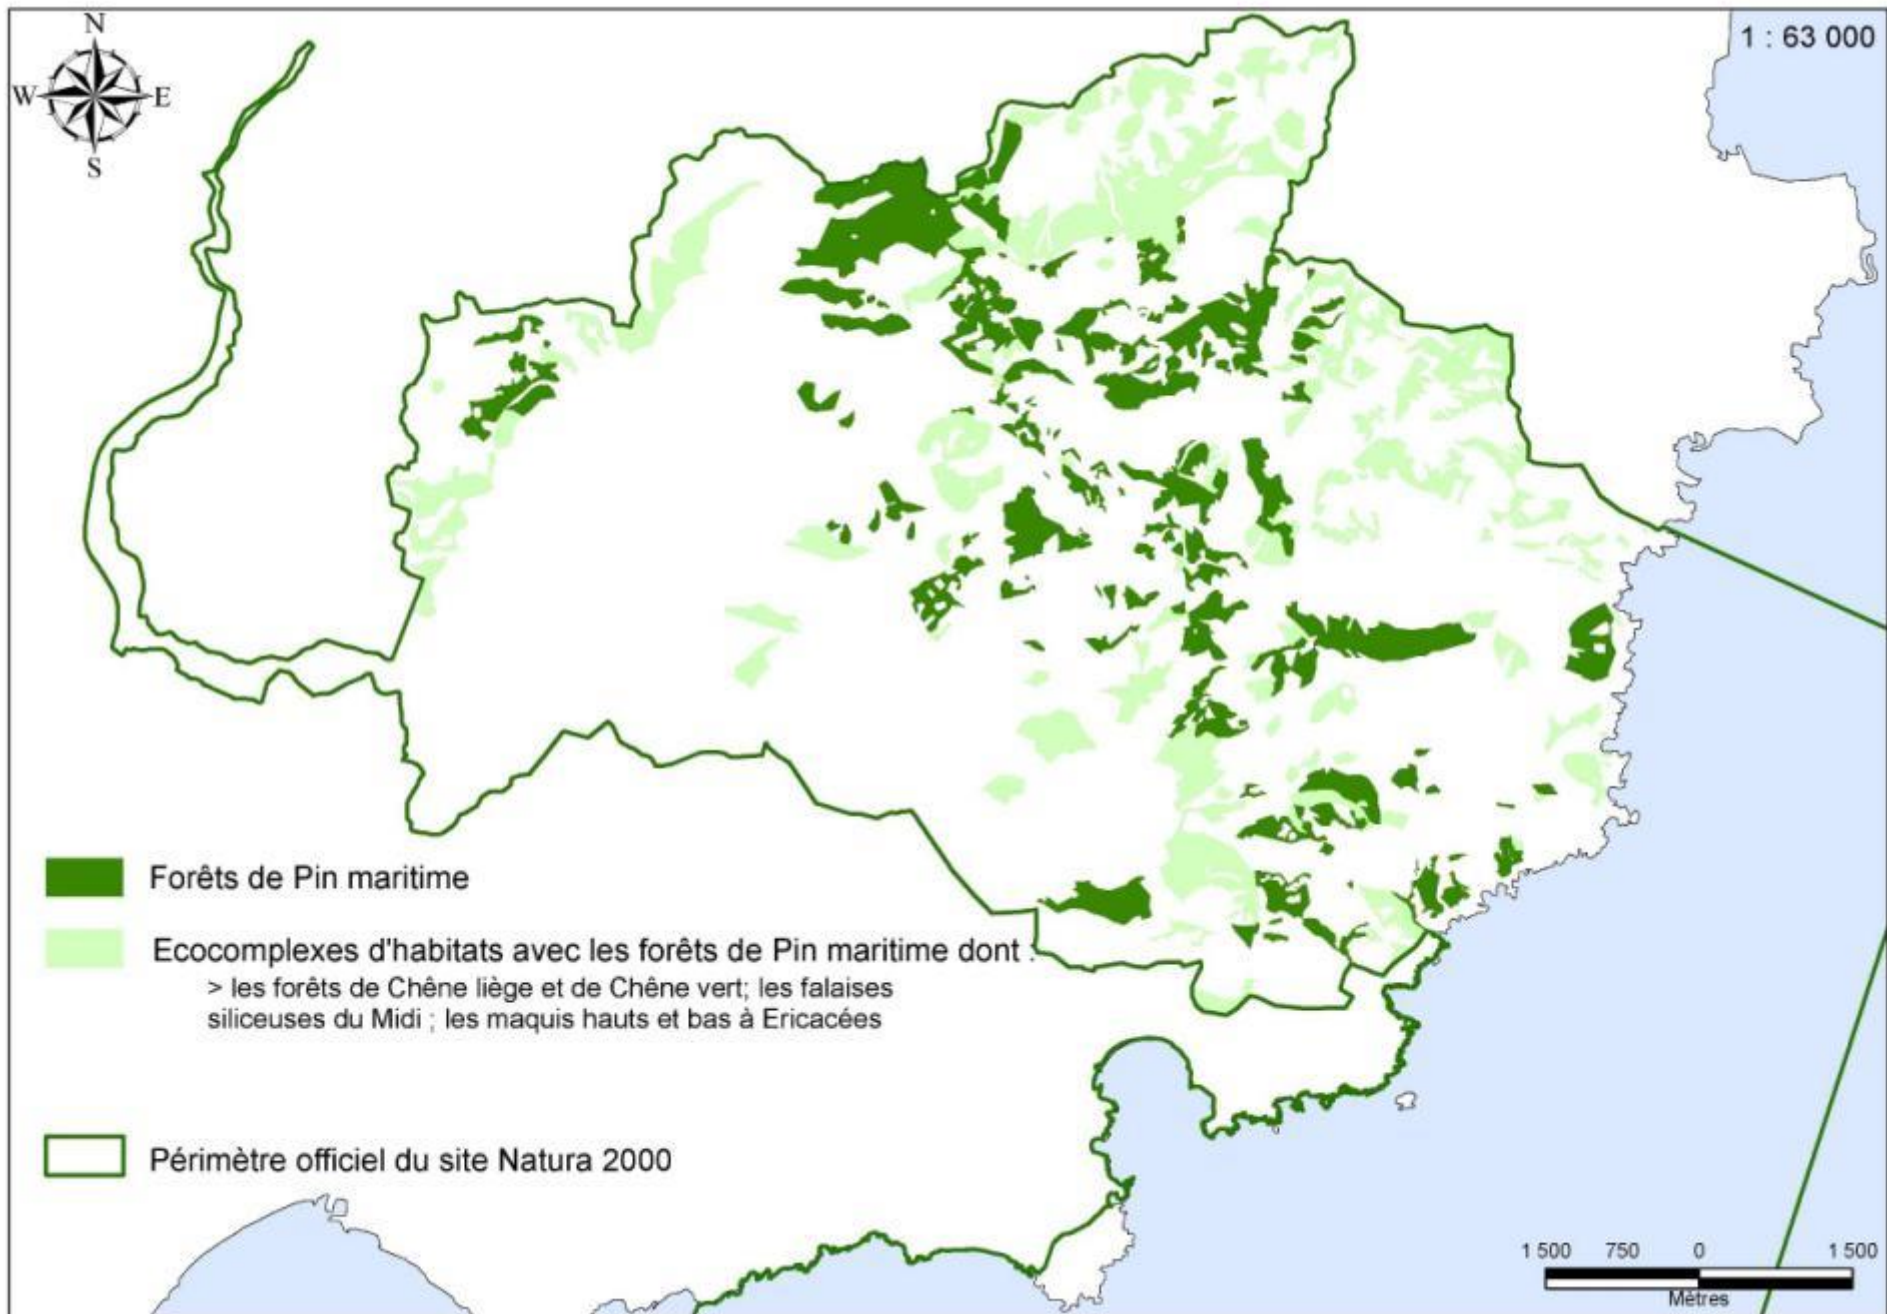 N
W E
S
1 : 63 000
Forêts de Pin maritime
Ecocomplexes d'habitats avec les forêts de Pin maritime dont :
> les forêts de Chêne liège et de Chêne vert; les falaises
siliceuses du Midi ; les maquis hauts et bas à Ericacées
Périmètre officiel du site Natura 2000
1 500 750 0 1 500
Mètres